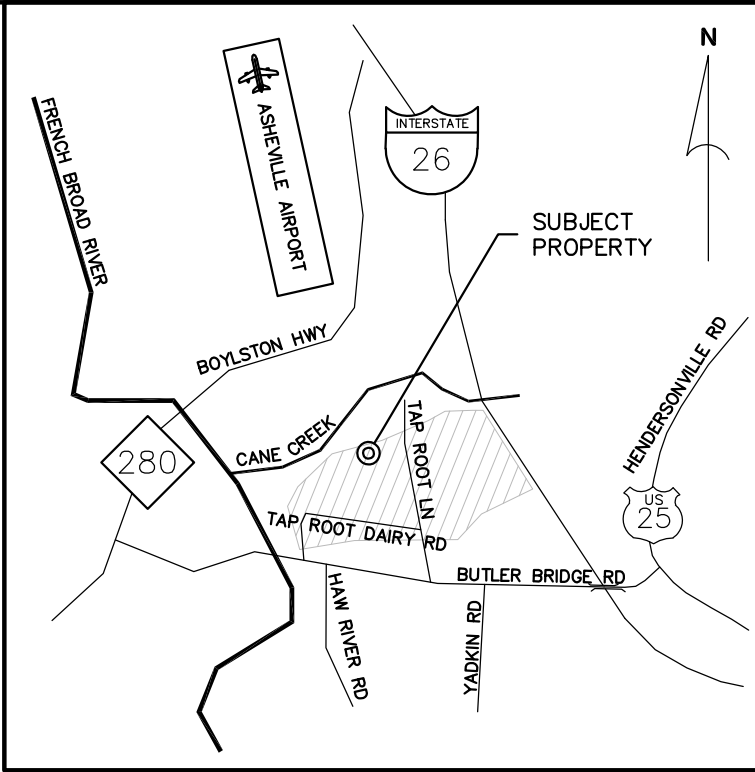 N
FRENCH BROAD RIVER
ASHEVILLE AIRPORT
INTERSTATE
26
SUBJECT
PROPERTY
BOYLSTON HWY
HENDERSONVILLE RD
CANE CREEK
TAP ROOT LN
280
US
25
TAP ROOT DAIRY RD
BUTLER BRIDGE RD
HAW RIVER RD
YADKIN RD